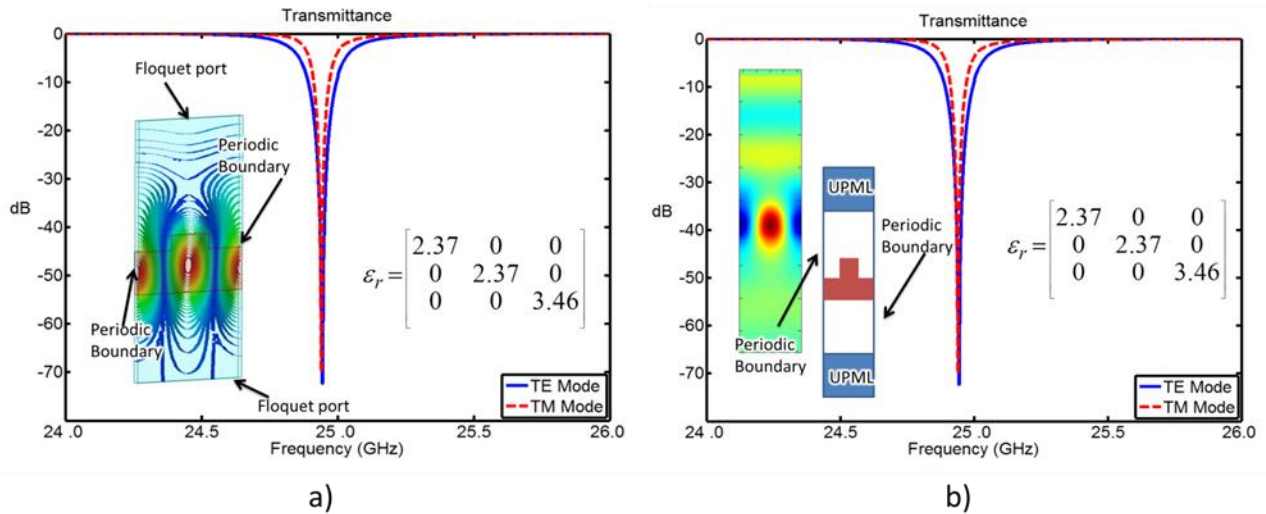 Transmittance
0
-10
-20
-30
-40
dB
-50
-60
-70
-80
24 .0
24.5
25.0
25.5
26.0
Frequency (GHz)
Floquet port
Periodic
Boundary
Periodic
Boundary
Floquet port
εr = [ 2.37 0 0
0 2.37 0
0 0 3.46 ]
TE Mode
TM Mode
a)
Transmittance
0
-10
-20
-30
-40
dB
-50
-60
-70
-80
24 .0
24.5
25.0
25.5
26.0
Frequency (GHz)
UPML
Periodic
Boundary
Periodic
Boundary
UPML
εr = [ 2.37 0 0
0 2.37 0
0 0 3.46 ]
TE Mode
TM Mode
b)